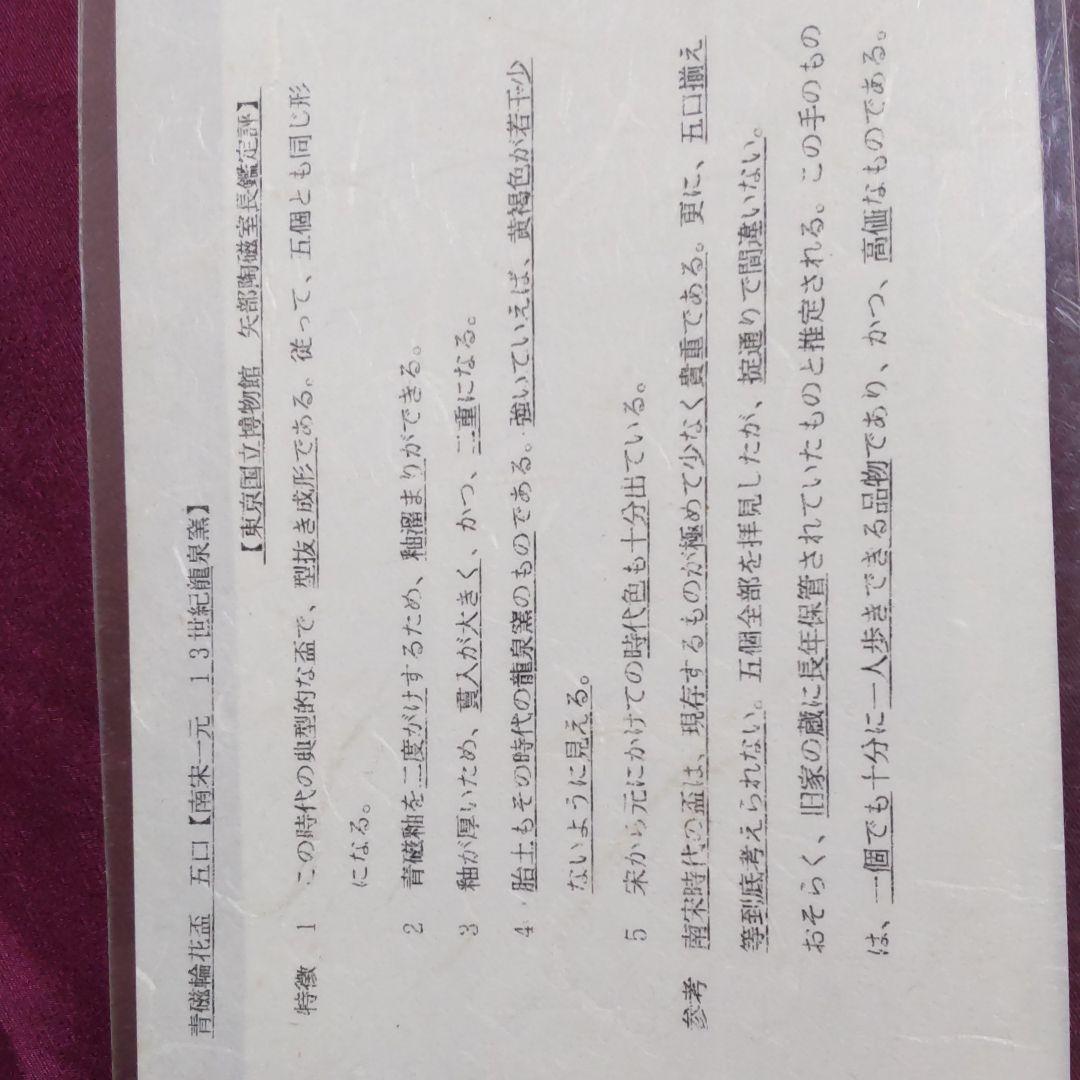 青磁輪花盃　五口【南宋－元　13世紀龍泉窯】
【東京国立博物館　矢部陶磁室長鑑定評】
特徴　1　この時代の典型的な盃で、型抜き成形である。従って、五個とも同じ形
になる。
2　青磁釉を二度がけするため、釉溜まりができる。
3　釉が厚いため、貫入が大きく、かつ、二重になる。
4　胎土もその時代の龍泉窯のものである。強いていえば、黄褐色が若干少
ないように見える。
5　宋から元にかけての時代色も十分出ている。
参考　南宋時代の盃は、現存するものが極めて少なく貴重である。更に、五口揃え
等到底考えられない。五個全部を拝見したが、掟通りで間違いない。
おそらく、旧家の蔵に長年保管されていたものと推定される。この手のもの
は、一個でも十分に一人歩きできる品物であり、かつ、高価なものである。